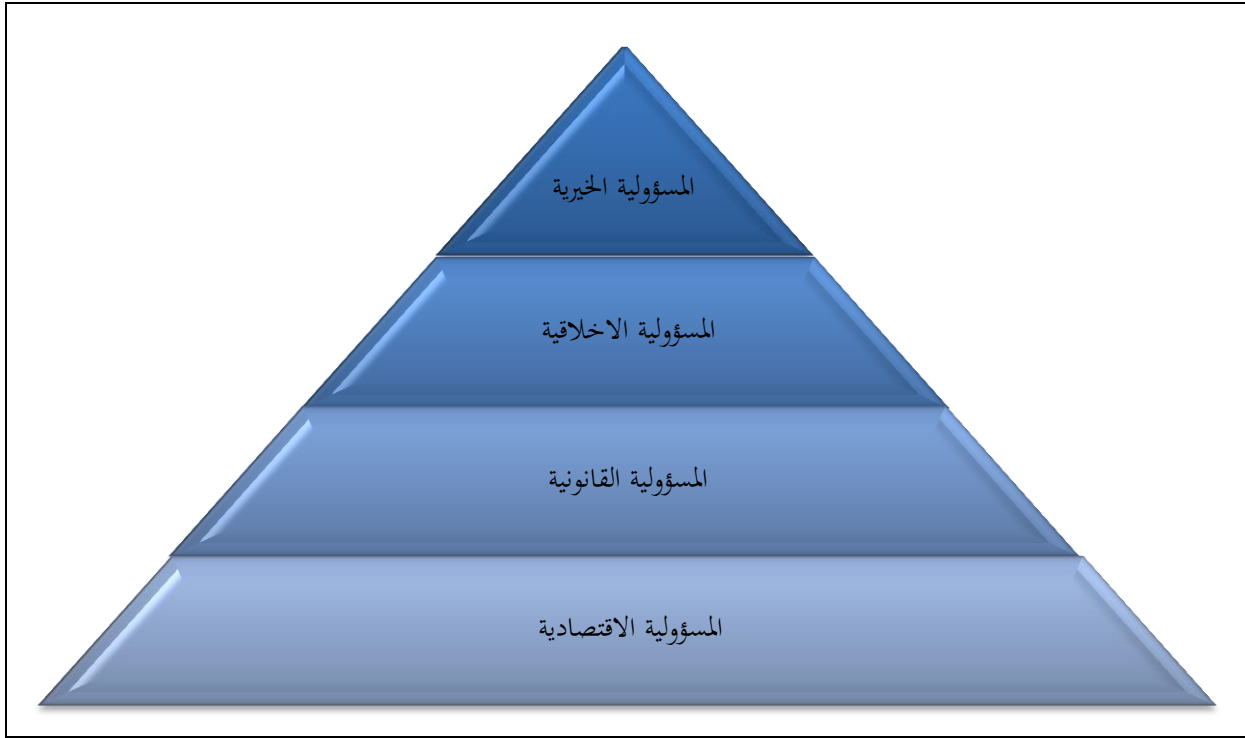 المسؤولية الخيرية
المسؤولية الاخلاقية
المسؤولية القانونية
المسؤولية الاقتصادية